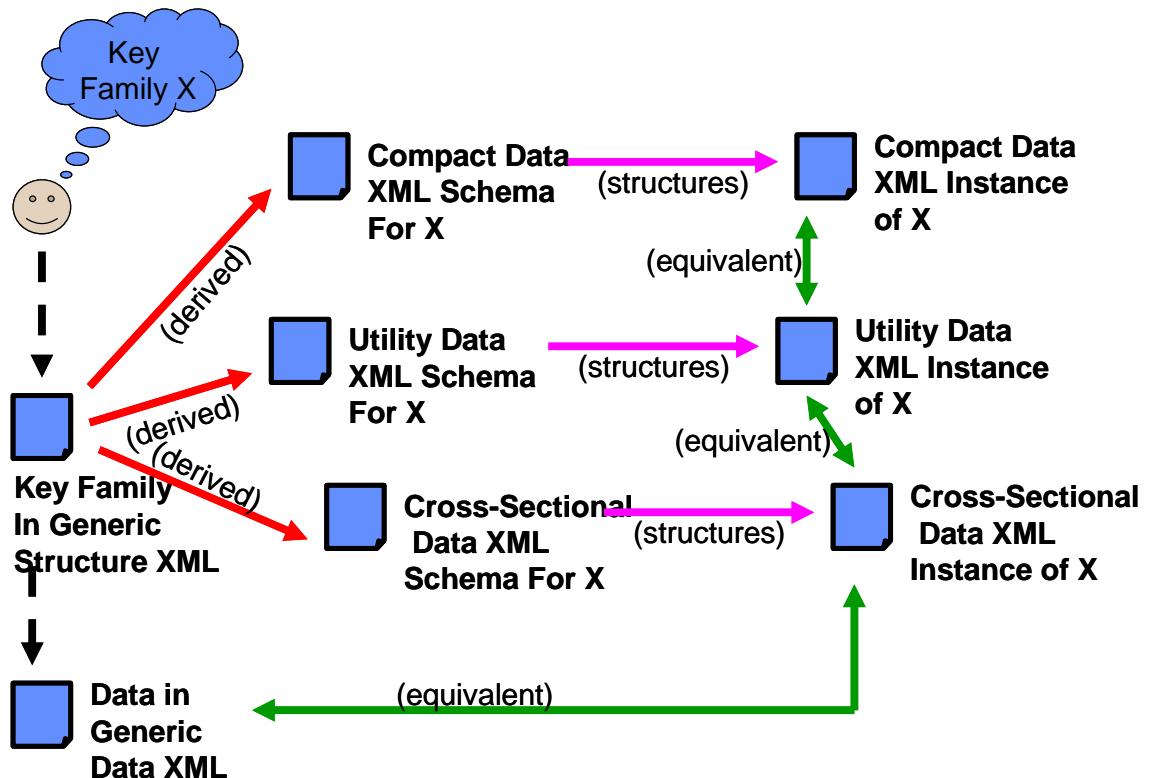 Key
Family X
Compact Data
XML Schema
For X
(structures)
Compact Data
XML Instance
of X
(derived)
(equivalent)
Utility Data
XML Schema
For X
(structures)
Utility Data
XML Instance
of X
(derived)
(equivalent)
(derived)
Key Family
In Generic
Structure XML
Cross-Sectional
Data XML
Schema For X
(structures)
Cross-Sectional
Data XML
Instance of X
Data in
Generic
Data XML
(equivalent)